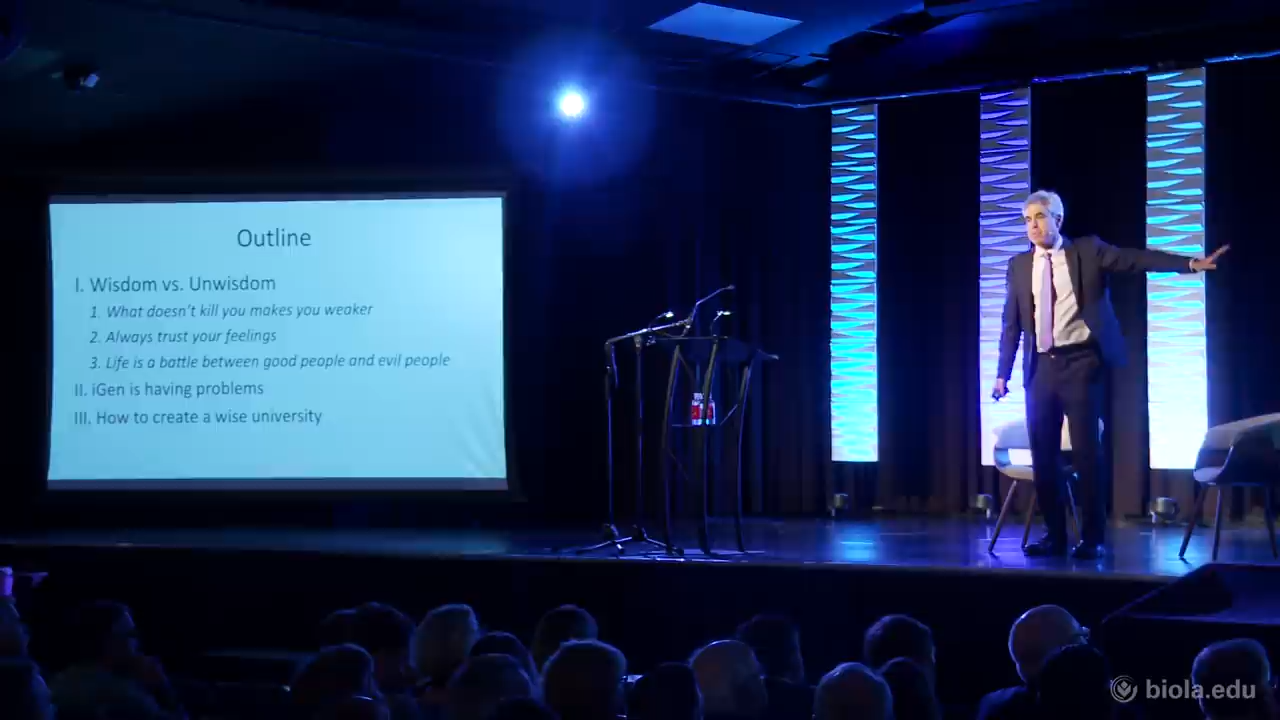 Outline
I. Wisdom vs. Unwisdom
1. What doesn't kill you makes you weaker
2. Always trust your feelings
3. Life is a battle between good people and evil people
II. iGen is having problems
III. How to create a wise university
biola.edu